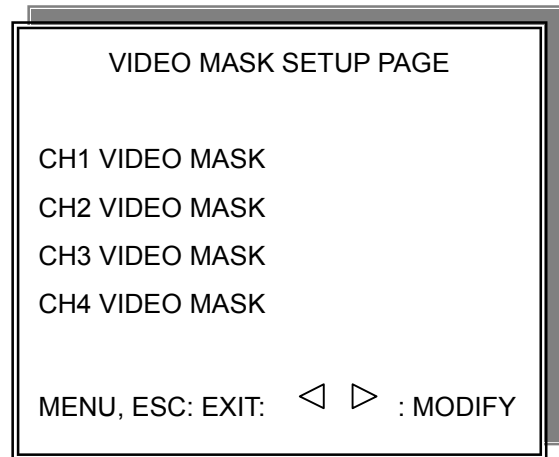 VIDEO MASK SETUP PAGE
CH1 VIDEO MASK
CH2 VIDEO MASK
CH3 VIDEO MASK
CH4 VIDEO MASK
MENU, ESC: EXIT: ◁ ▷ : MODIFY